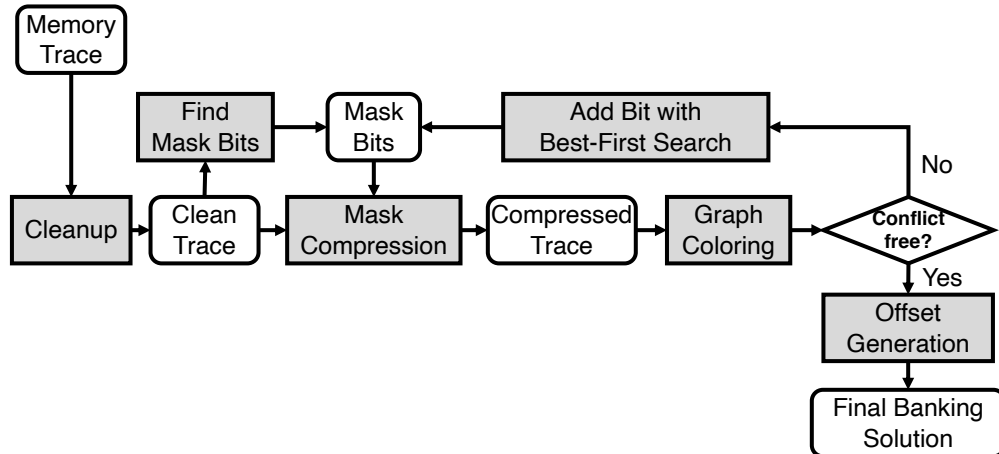 Memory
Trace
Find
Mask Bits
Mask
Bits
Add Bit with
Best-First Search
No
Cleanup
Clean
Trace
Mask
Compression
Compressed
Trace
Graph
Coloring
Conflict
free?
Yes
Offset
Generation
Final Banking
Solution